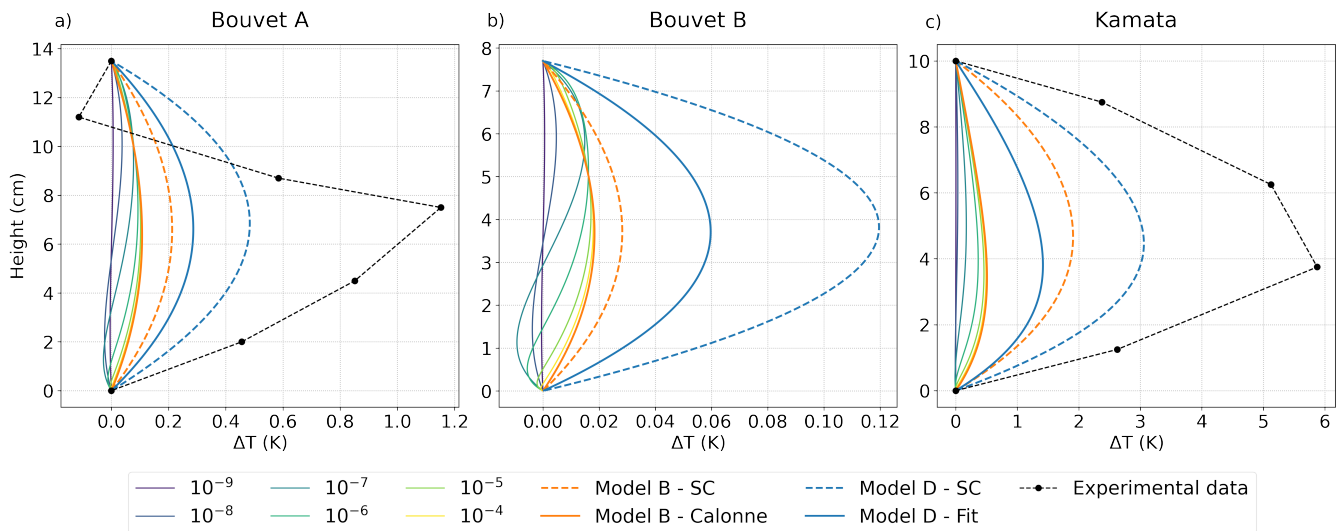 a) Bouvet A
b) Bouvet B
c) Kamata
Height (cm)
14
12
10
8
6
4
2
0
0.0 0.2 0.4 0.6 0.8 1.0 1.2
ΔT (K)
8
7
6
5
4
3
2
1
0
0.00 0.02 0.04 0.06 0.08 0.10 0.12
ΔT (K)
10
8
6
4
2
0
0 1 2 3 4 5 6
ΔT (K)
10⁻⁹ 10⁻⁷ 10⁻⁵ Model B - SC Model D - SC Experimental data
10⁻⁸ 10⁻⁶ 10⁻⁴ Model B - Calonne Model D - Fit